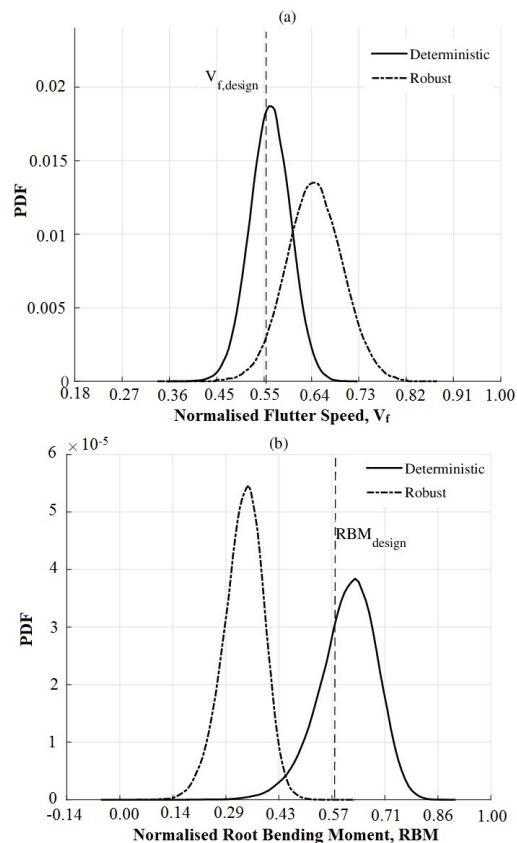 (a)
Deterministic
Robust
V_f,design
0.02
0.015
0.01
0.005
0
PDF
0.18 0.27 0.36 0.45 0.55 0.64 0.73 0.82 0.91 1.00
Normalised Flutter Speed, V_f
(b)
6 × 10^-5
Deterministic
Robust
RBM_design
5
4
3
2
1
0
PDF
-0.14 0.00 0.14 0.29 0.43 0.57 0.71 0.86 1.00
Normalised Root Bending Moment, RBM